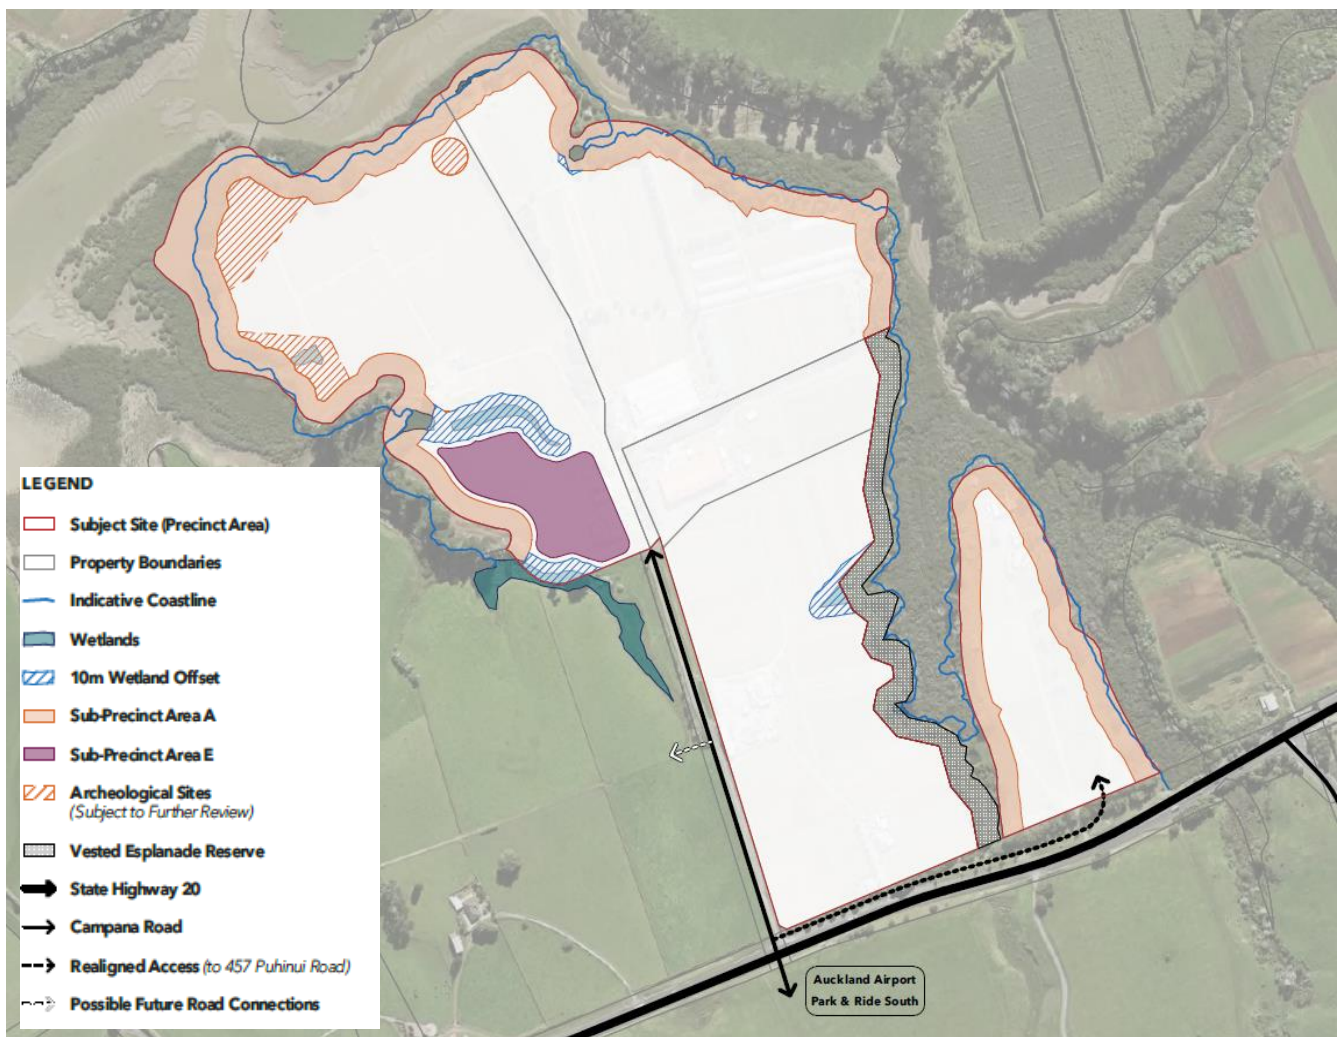 LEGEND
Subject Site (Precinct Area)
Property Boundaries
Indicative Coastline
Wetlands
10m Wetland Offset
Sub-Precinct Area A
Sub-Precinct Area E
Archeological Sites
(Subject to Further Review)
Vested Esplanade Reserve
State Highway 20
Campana Road
Realigned Access (to 457 Puhinui Road)
Possible Future Road Connections
Auckland Airport
Park & Ride South